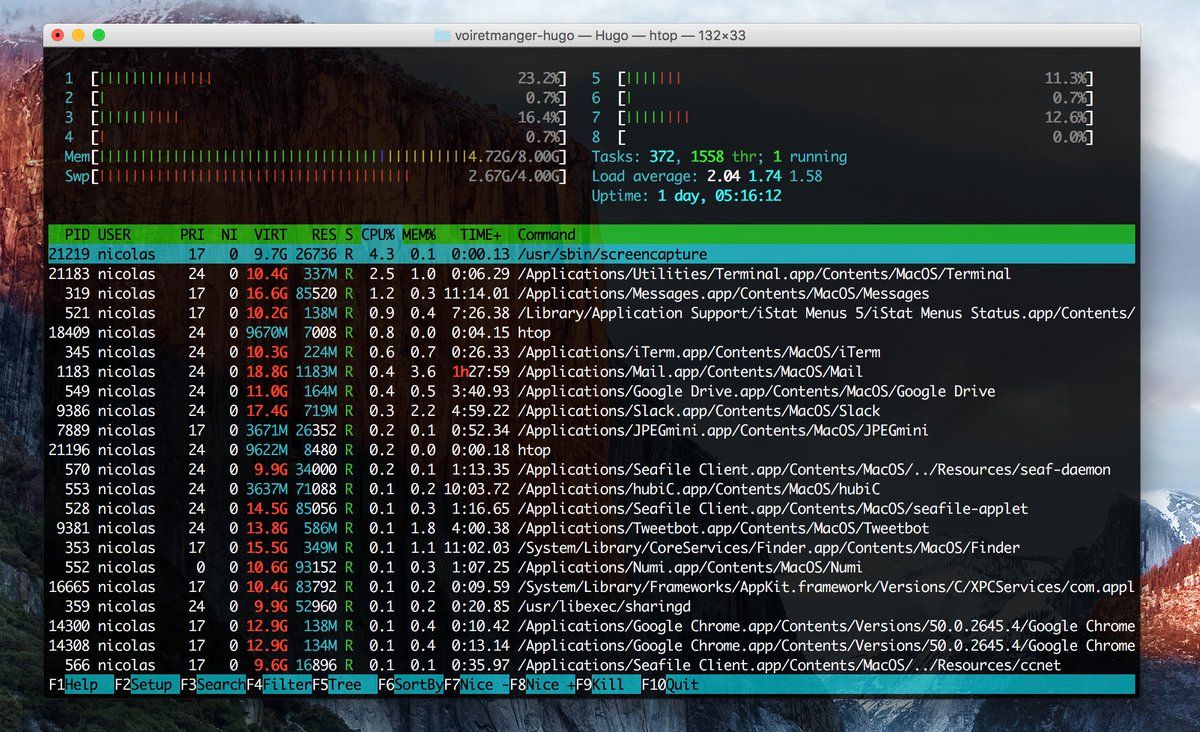 voiretmanger-hugo — Hugo — htop — 132×33
1 [||||||||||||||| 23.2%] 5 [||||||| 11.3%]
2 [| 0.7%] 6 [| 0.7%]
3 [||||||||||| 16.4%] 7 [|||||||| 12.6%]
4 [| 0.7%] 8 [ 0.0%]
Mem[|||||||||||||||||||||||||||||||||||||||||||||4.72G/8.00G] Tasks: 372, 1558 thr; 1 running
Swp[|||||||||||||||||||||||||||||||||||||| 2.67G/4.00G] Load average: 2.04 1.74 1.58
Uptime: 1 day, 05:16:12
PID USER PRI NI VIRT RES S CPU% MEM% TIME+ Command
21219 nicolas 17 0 9.7G 26736 R 4.3 0.1 0:00.13 /usr/sbin/screencapture
21183 nicolas 24 0 10.4G 337M R 2.5 1.0 0:06.29 /Applications/Utilities/Terminal.app/Contents/MacOS/Terminal
319 nicolas 17 0 16.6G 85520 R 1.2 0.3 11:14.01 /Applications/Messages.app/Contents/MacOS/Messages
521 nicolas 17 0 10.2G 138M R 0.9 0.4 7:26.38 /Library/Application Support/iStat Menus 5/iStat Menus Status.app/Contents/
18409 nicolas 24 0 9670M 7008 R 0.8 0.0 0:04.15 htop
345 nicolas 24 0 10.3G 224M R 0.6 0.7 0:26.33 /Applications/iTerm.app/Contents/MacOS/iTerm
1183 nicolas 24 0 18.8G 1183M R 0.4 3.6 1h27:59 /Applications/Mail.app/Contents/MacOS/Mail
549 nicolas 24 0 11.0G 164M R 0.4 0.5 3:40.93 /Applications/Google Drive.app/Contents/MacOS/Google Drive
9386 nicolas 24 0 17.4G 719M R 0.3 2.2 4:59.22 /Applications/Slack.app/Contents/MacOS/Slack
7889 nicolas 24 0 3671M 26352 R 0.2 0.1 0:52.34 /Applications/JPEGmini.app/Contents/MacOS/JPEGmini
21196 nicolas 24 0 9622M 8480 R 0.2 0.0 0:00.18 htop
570 nicolas 24 0 9.9G 34000 R 0.2 0.1 1:13.35 /Applications/Seafile Client.app/Contents/MacOS/../Resources/seaf-daemon
553 nicolas 24 0 3637M 71088 R 0.1 0.2 10:03.72 /Applications/hubiC.app/Contents/MacOS/hubiC
528 nicolas 24 0 14.5G 85056 R 0.1 0.3 1:16.65 /Applications/Seafile Client.app/Contents/MacOS/seafile-applet
9381 nicolas 24 0 13.8G 586M R 0.1 1.8 4:00.38 /Applications/Tweetbot.app/Contents/MacOS/Tweetbot
353 nicolas 17 0 15.5G 349M R 0.1 1.1 11:02.03 /System/Library/CoreServices/Finder.app/Contents/MacOS/Finder
552 nicolas 0 0 10.6G 93152 R 0.1 0.3 1:07.25 /Applications/Numi.app/Contents/MacOS/Numi
16665 nicolas 17 0 10.4G 83792 R 0.1 0.2 0:09.59 /System/Library/Frameworks/AppKit.framework/Versions/C/XPCServices/com.appl
359 nicolas 24 0 9.9G 52960 R 0.1 0.2 0:20.85 /usr/libexec/sharingd
14300 nicolas 17 0 12.9G 138M R 0.1 0.4 0:10.42 /Applications/Google Chrome.app/Contents/Versions/50.0.2645.4/Google Chrome
14308 nicolas 24 0 12.9G 134M R 0.1 0.4 0:13.14 /Applications/Google Chrome.app/Contents/Versions/50.0.2645.4/Google Chrome
566 nicolas 17 0 9.6G 16896 R 0.1 0.1 0:35.97 /Applications/Seafile Client.app/Contents/MacOS/../Resources/ccnet
F1Help F2Setup F3SearchF4FilterF5Tree F6SortByF7Nice -F8Nice +F9Kill F10Quit